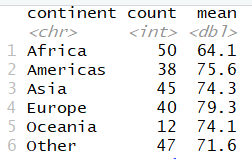 continent count mean
<chr> <int> <dbl>
1 Africa 50 64.1
2 Americas 38 75.6
3 Asia 45 74.3
4 Europe 40 79.3
5 Oceania 12 74.1
6 Other 47 71.6